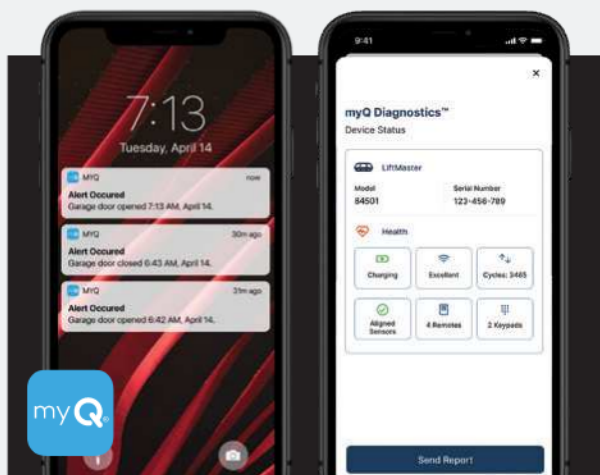 7:13
Tuesday, April 14
MYQ now
Alert Occured
Garage door opened 7:13 AM, April 14.
MYQ 30m ago
Alert Occured
Garage door closed 6:43 AM, April 14.
MYQ 31m ago
Alert Occured
Garage door opened 6:42 AM, April 14.
myQ®
9:41
myQ Diagnostics™
Device Status
LiftMaster
Model Serial Number
84501 123-456-789
Health
Charging Excellent Cycles: 3465
Aligned Sensors 4 Remotes 2 Keypads
Send Report